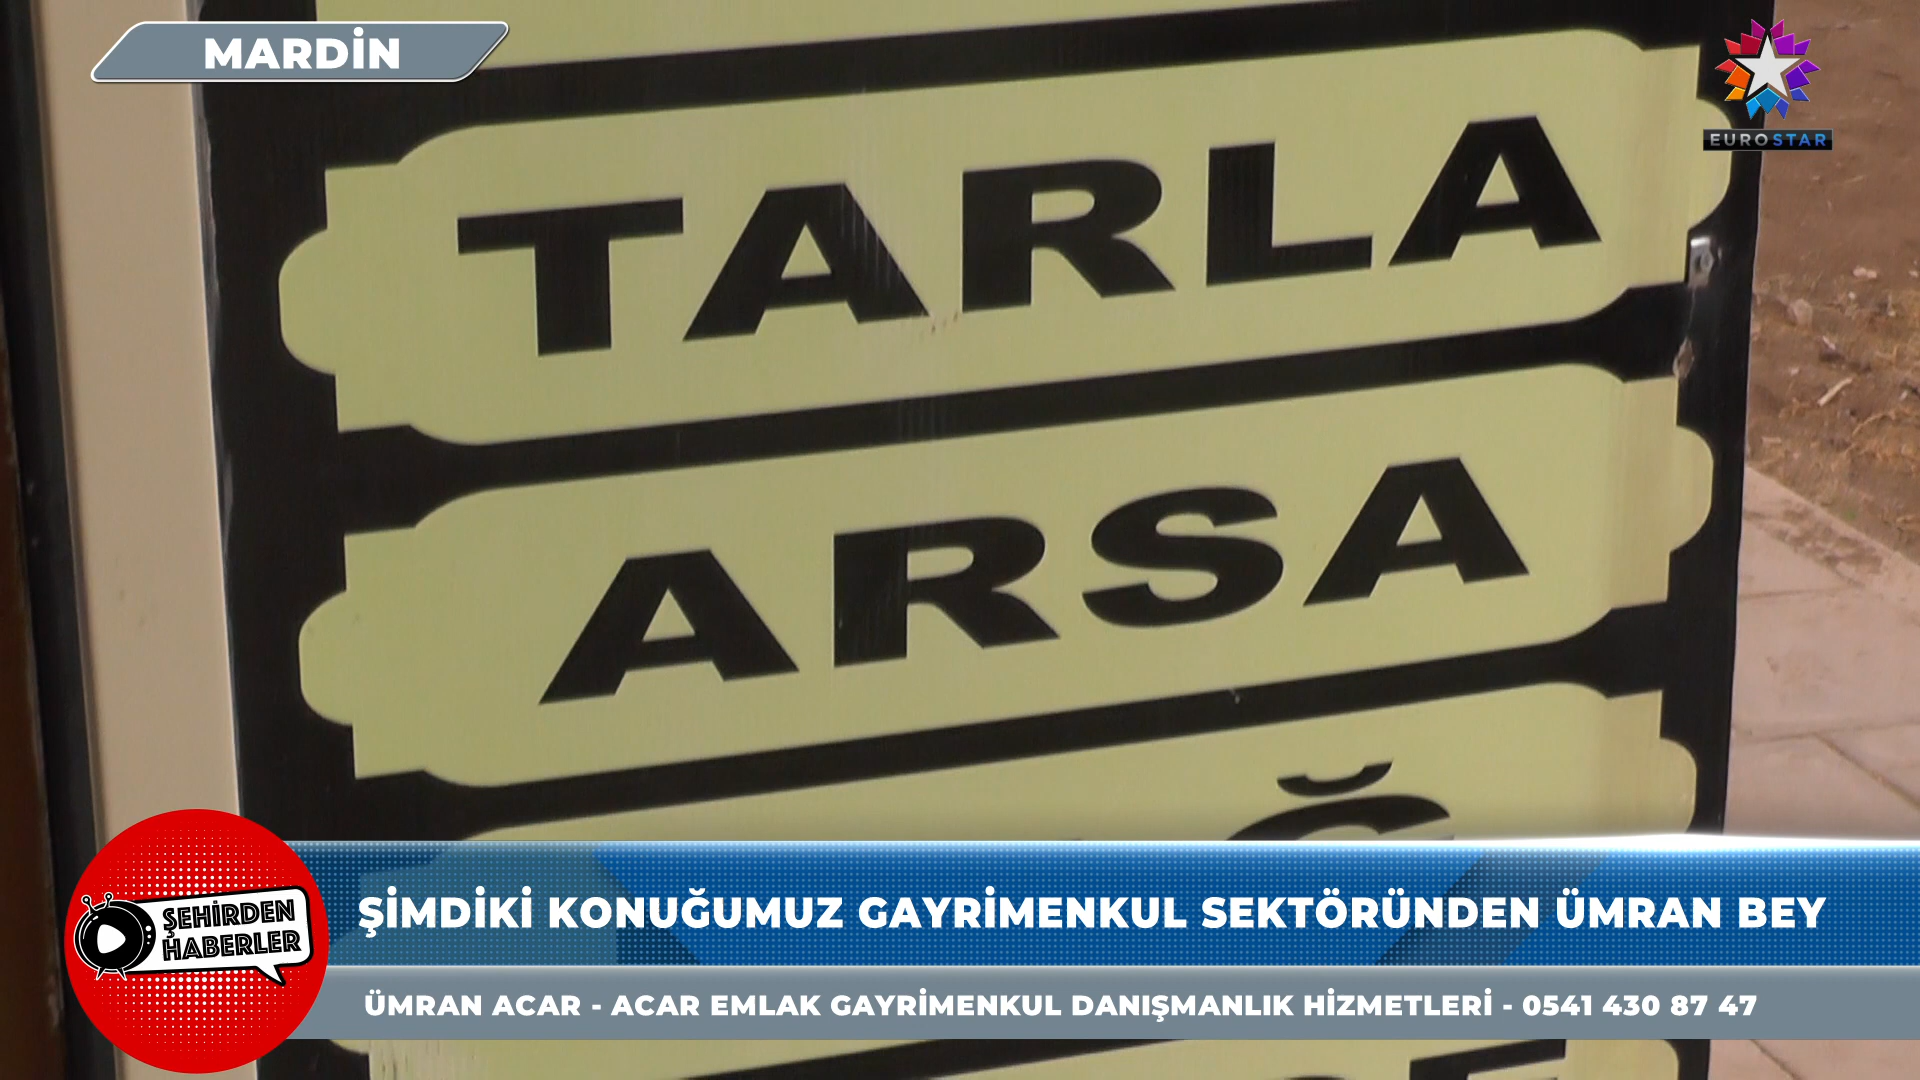 MARDİN
EUROSTAR
TARLA
ARSA
ŞEHİRDEN
HABERLER
ŞİMDİKİ KONUĞUMUZ GAYRİMENKUL SEKTÖRÜNDEN ÜMRAN BEY
ÜMRAN ACAR - ACAR EMLAK GAYRİMENKUL DANIŞMANLIK HİZMETLERİ - 0541 430 87 47